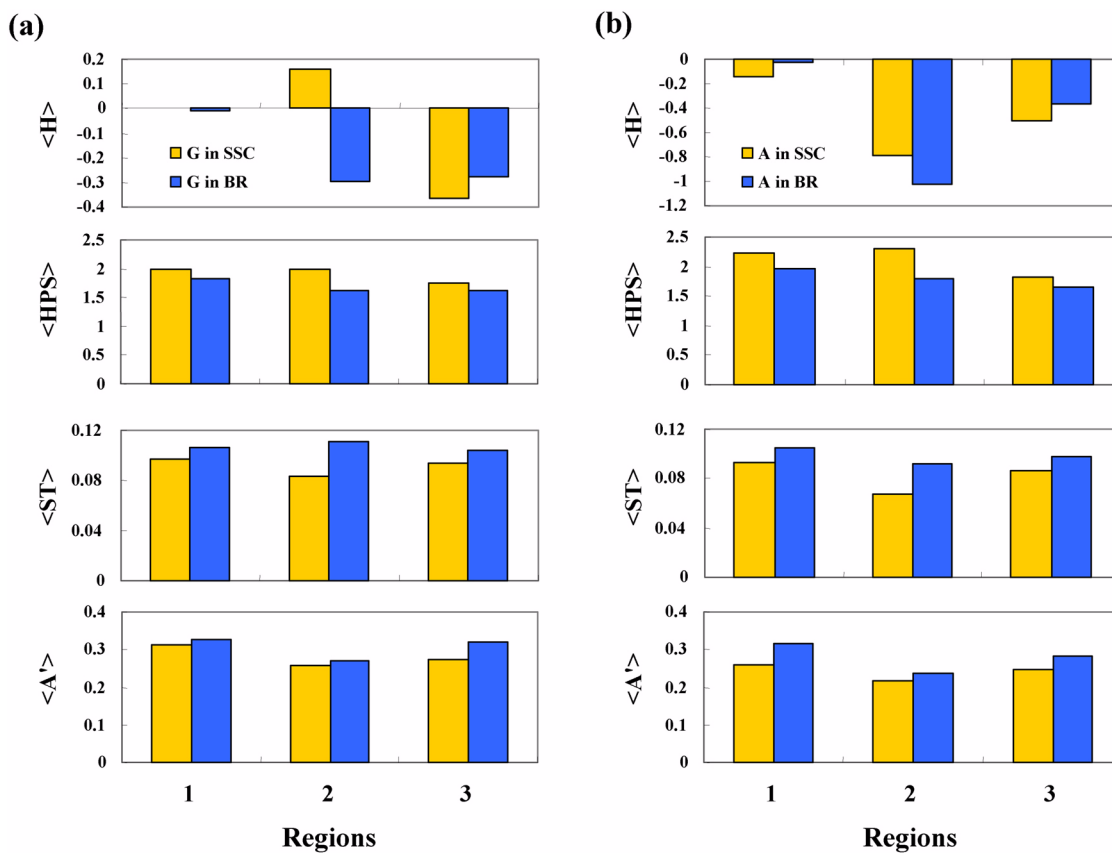 (a)
0.2
0.1
0
-0.1
-0.2
-0.3
-0.4
<H>
G in SSC
G in BR
2.5
2
1.5
1
0.5
0
<HPS>
0.12
0.08
0.04
0
<ST>
0.4
0.3
0.2
0.1
0
<A'>
1 2 3
Regions
(b)
0
-0.2
-0.4
-0.6
-0.8
-1
-1.2
<H>
A in SSC
A in BR
2.5
2
1.5
1
0.5
0
<HPS>
0.12
0.08
0.04
0
<ST>
0.4
0.3
0.2
0.1
0
<A'>
1 2 3
Regions